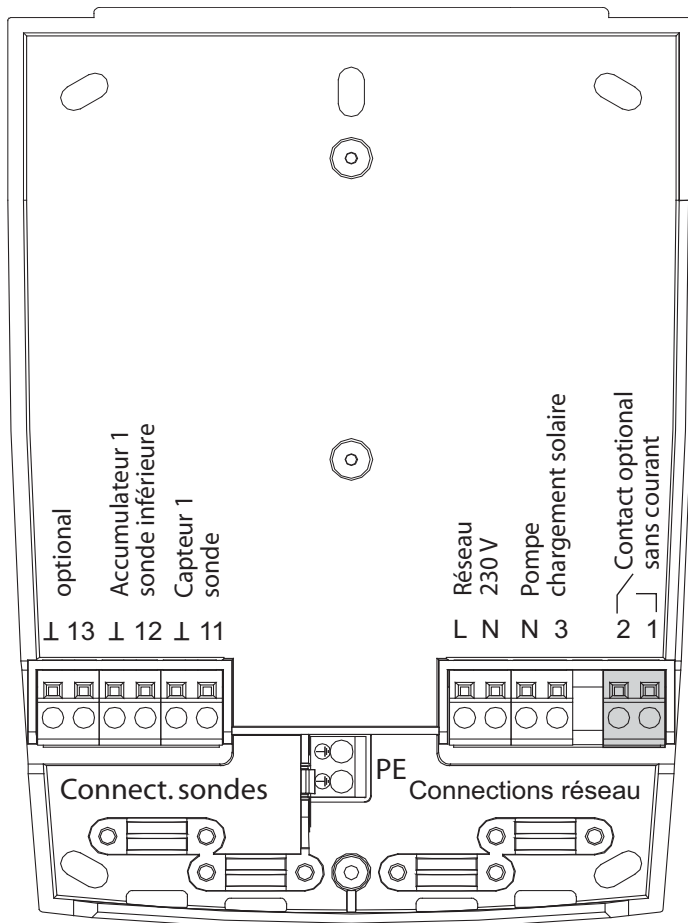 optional
Accumulateur 1
sonde inférieure
Capteur 1
sonde
Réseau
230 V
Pompe
chargement solaire
Contact optional
sans courant
⊥ 13 ⊥ 12 ⊥ 11
L N N 3 2 1
PE
Connect. sondes
Connections réseau